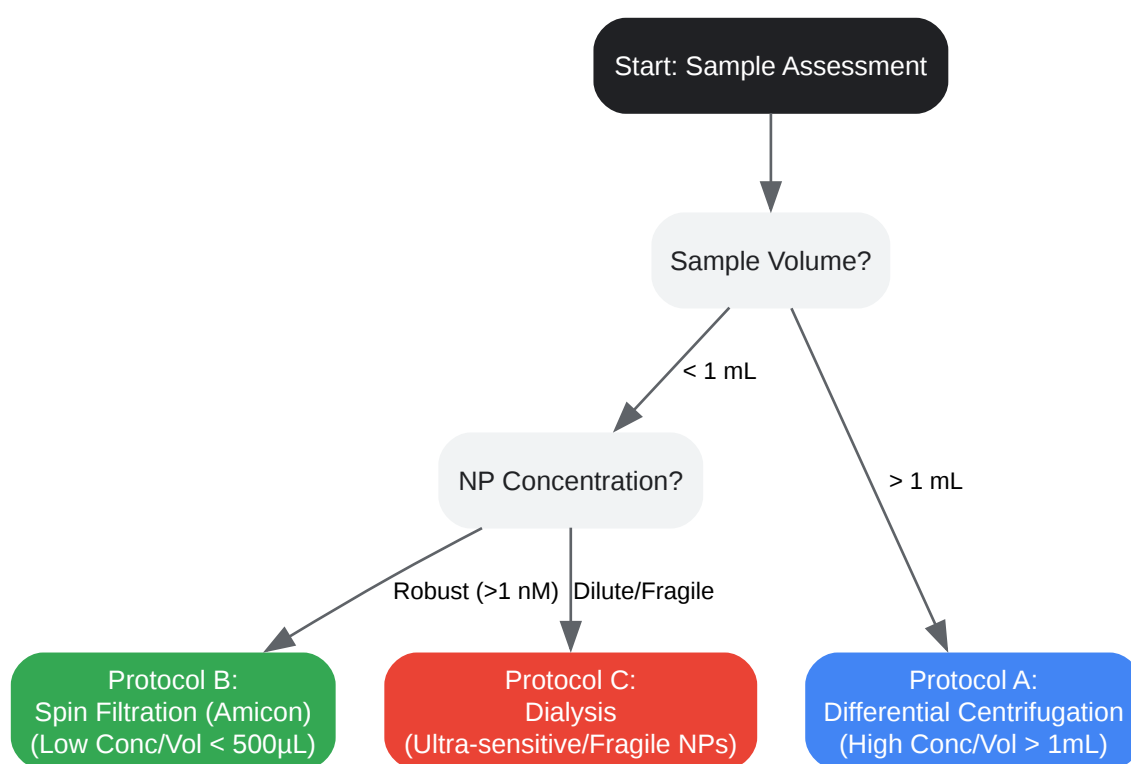 Start: Sample Assessment
Sample Volume?
< 1 mL
NP Concentration?
> 1 mL
Robust (>1 nM)
Dilute/Fragile
Protocol B:
Spin Filtration (Amicon)
(Low Conc/Vol < 500µL)
Protocol C:
Dialysis
(Ultra-sensitive/Fragile NPs)
Protocol A:
Differential Centrifugation
(High Conc/Vol > 1mL)